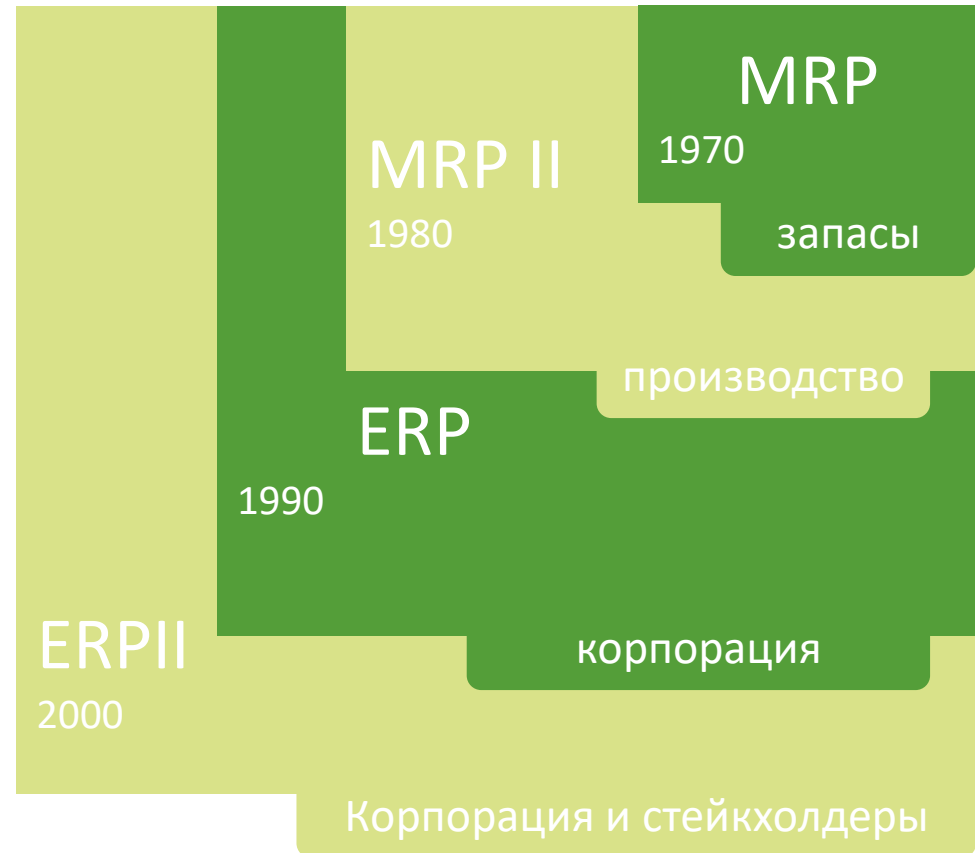 MRP
1970
запасы
MRP II
1980
производство
ERP
1990
корпорация
ERPII
2000
Корпорация и стейкхолдеры